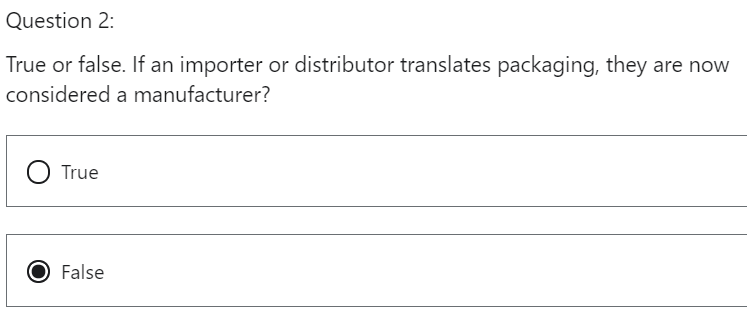 Question 2:
True or false. If an importer or distributor translates packaging, they are now
considered a manufacturer?
True
False